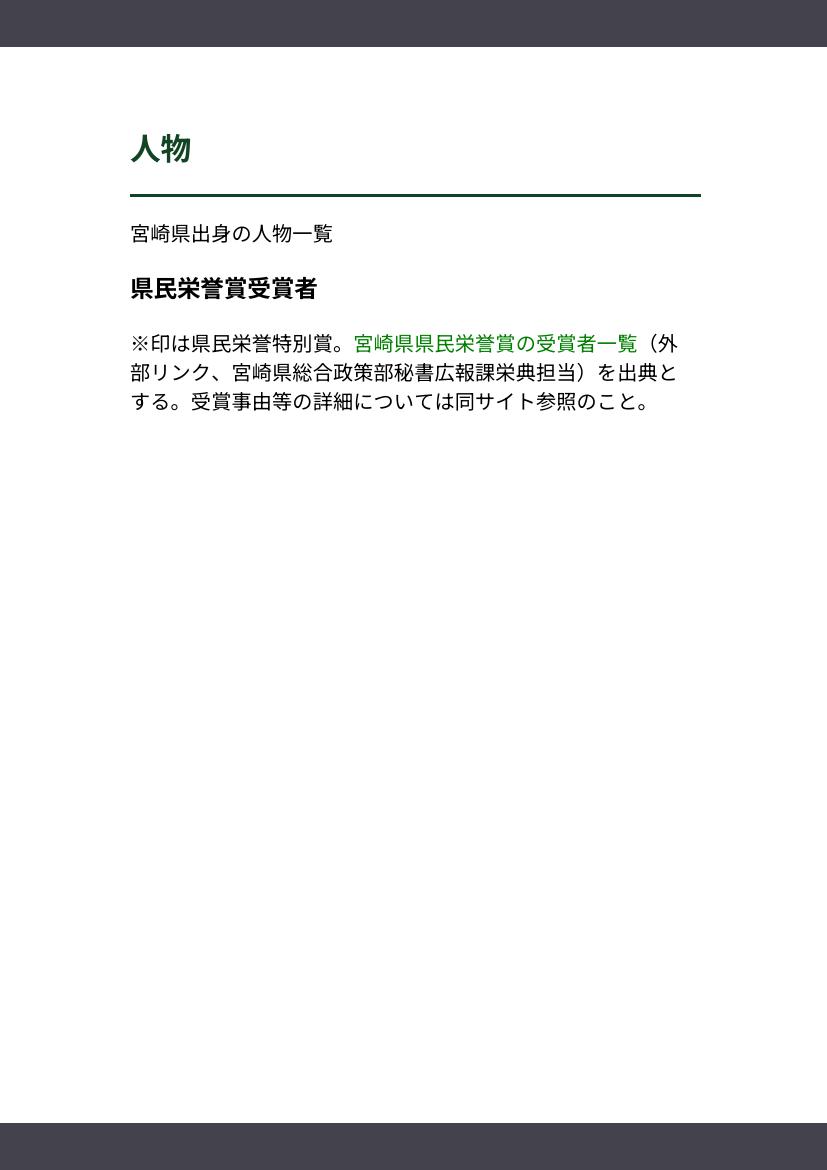 人物
宮崎県出身の人物一覧
県民栄誉賞受賞者
※印は県民栄誉特別賞。宮崎県県民栄誉賞の受賞者一覧（外
部リンク、宮崎県総合政策部秘書広報課栄典担当）を出典と
する。受賞事由等の詳細については同サイト参照のこと。